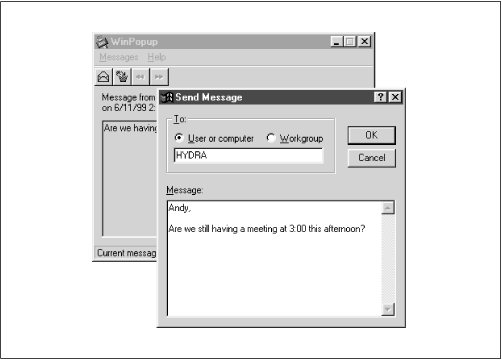 WinPopup
Messages Help
Message from
on 6/11/99 2:
Are we having
Current messag
Send Message
To:
User or computer Workgroup
HYDRA
OK
Cancel
Message:
Andy,
Are we still having a meeting at 3:00 this afternoon?